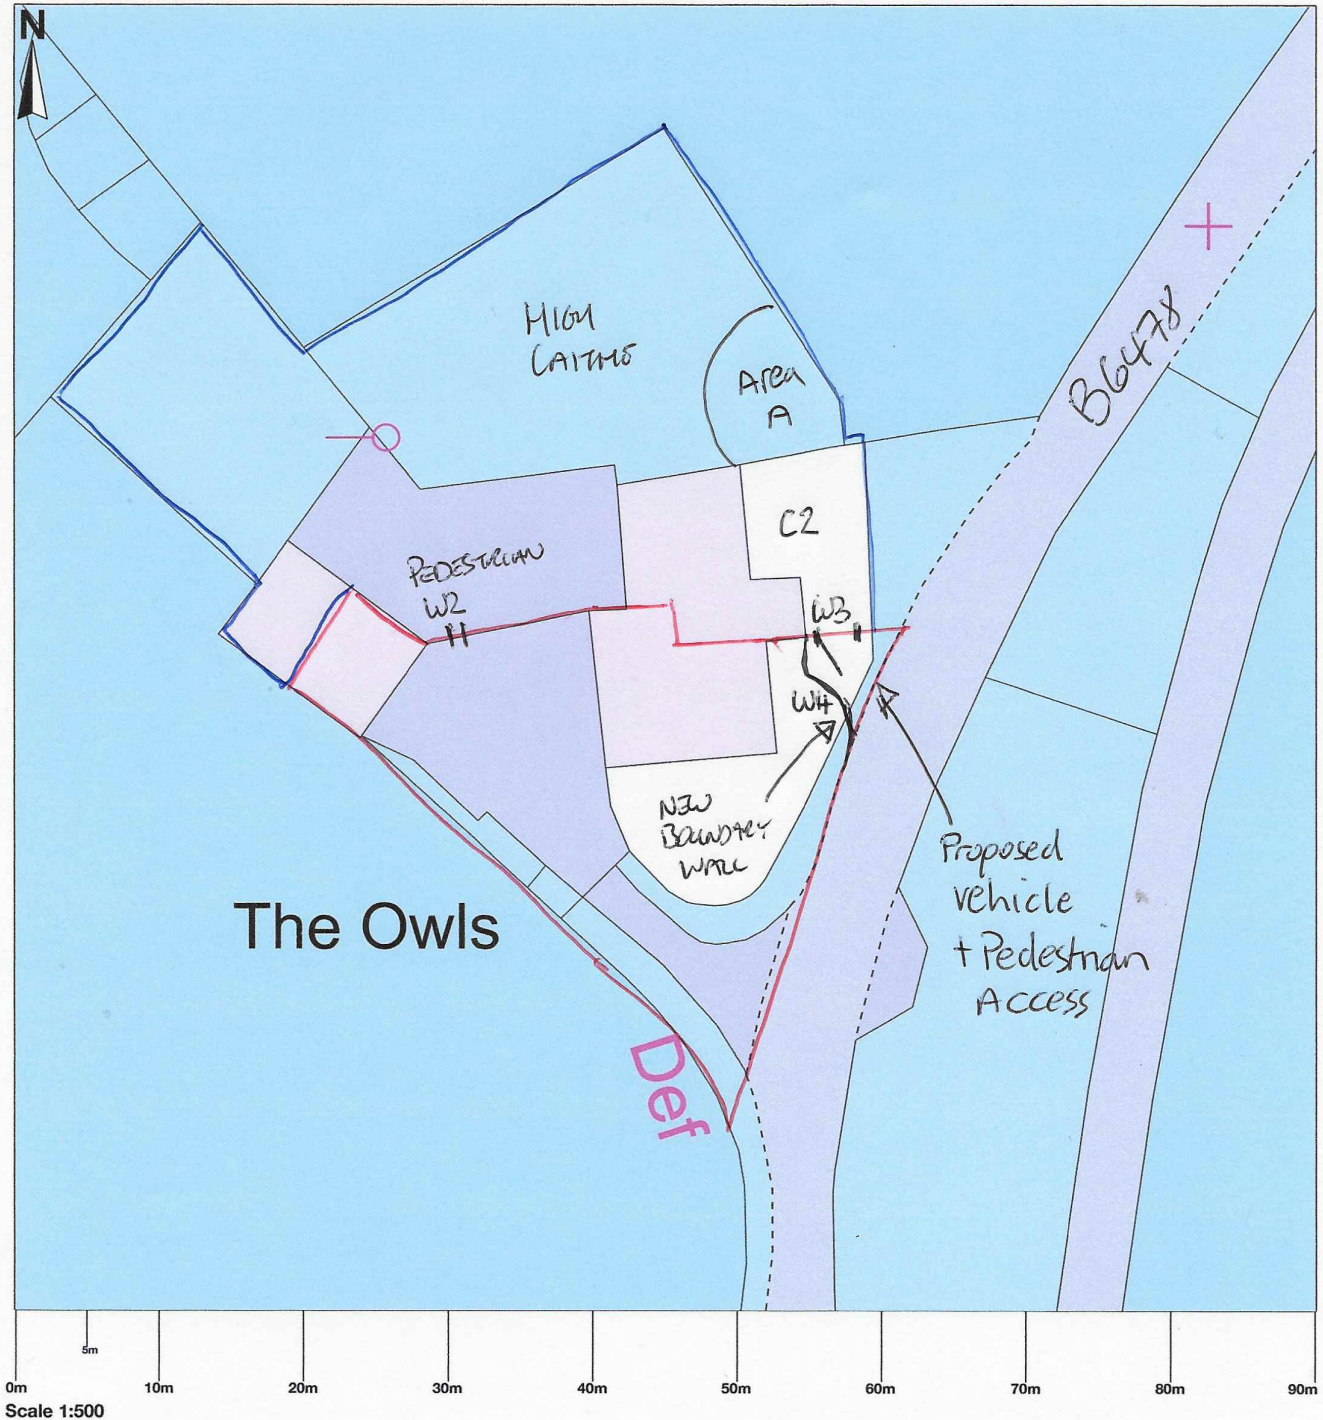 N
HIGH
LAITHE
Area
A
B6478
C2
PEDESTRIAN
W2
W3
W4
NEW
BOUNDARY
WALL
Proposed
vehicle
+ Pedestrian
Access
The Owls
Def
5m
0m 10m 20m 30m 40m 50m 60m 70m 80m 90m
Scale 1:500